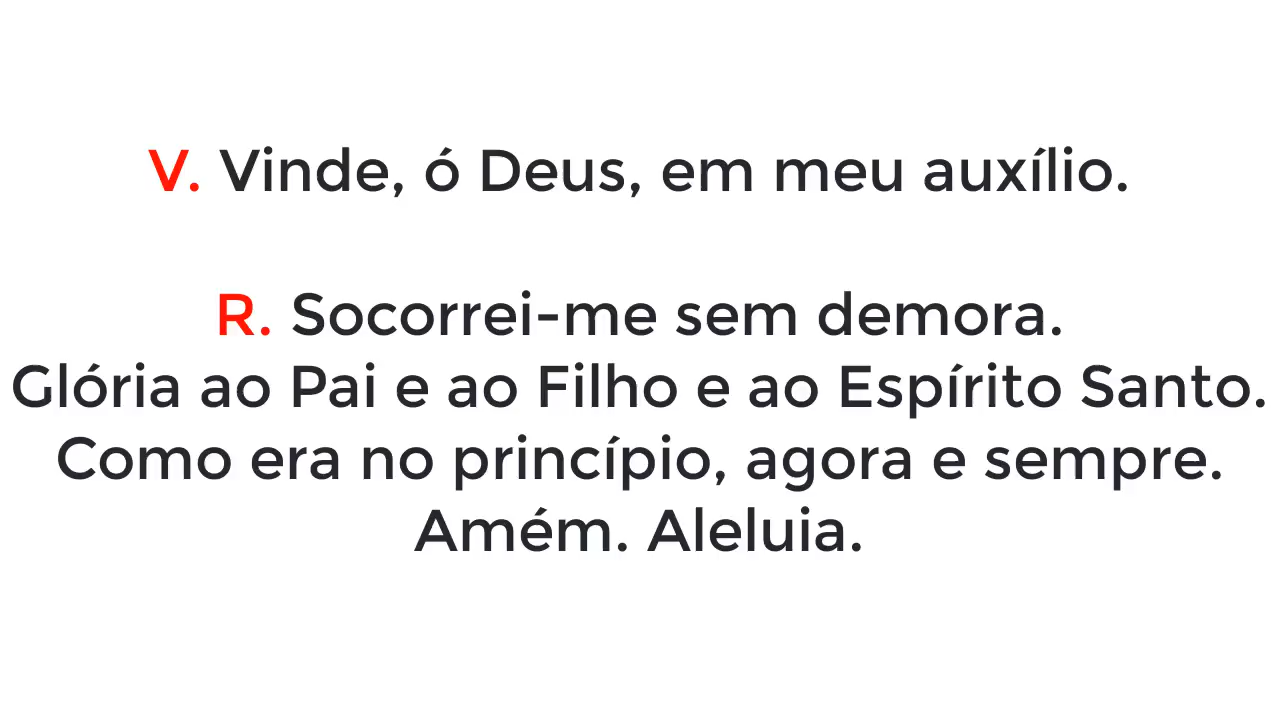 V. Vinde, ó Deus, em meu auxílio.
R. Socorrei-me sem demora.
Glória ao Pai e ao Filho e ao Espírito Santo.
Como era no princípio, agora e sempre.
Amém. Aleluia.